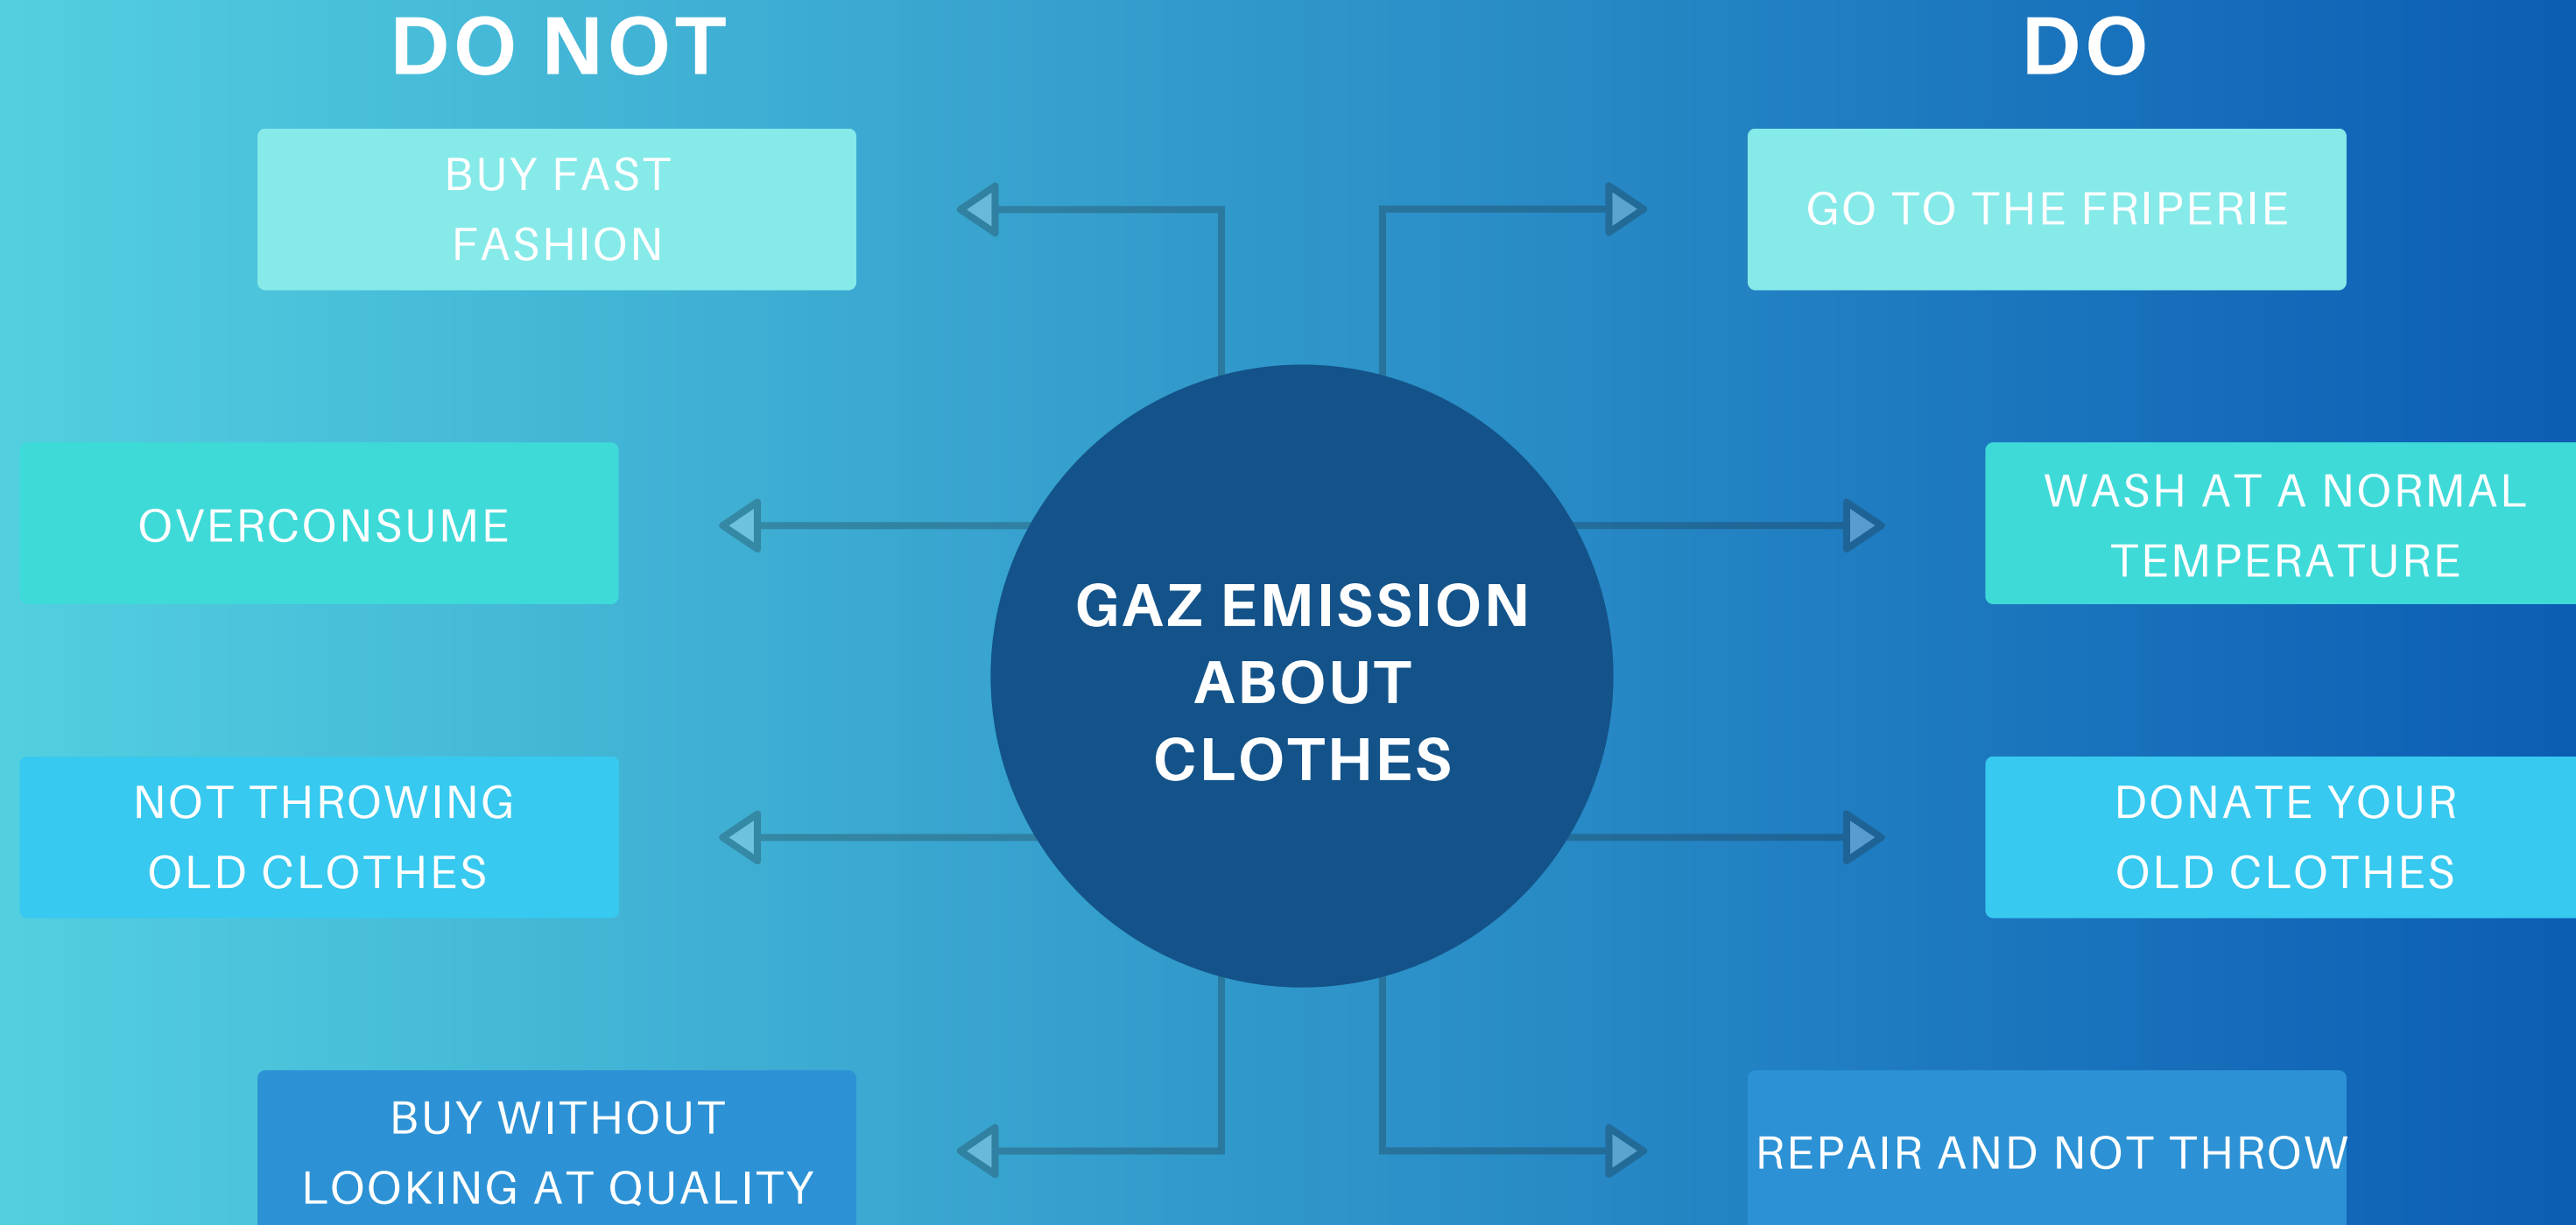 DO NOT
DO
BUY FAST
FASHION
GO TO THE FRIPERIE
OVERCONSUME
WASH AT A NORMAL
TEMPERATURE
GAZ EMISSION
ABOUT
CLOTHES
NOT THROWING
OLD CLOTHES
DONATE YOUR
OLD CLOTHES
BUY WITHOUT
LOOKING AT QUALITY
REPAIR AND NOT THROW